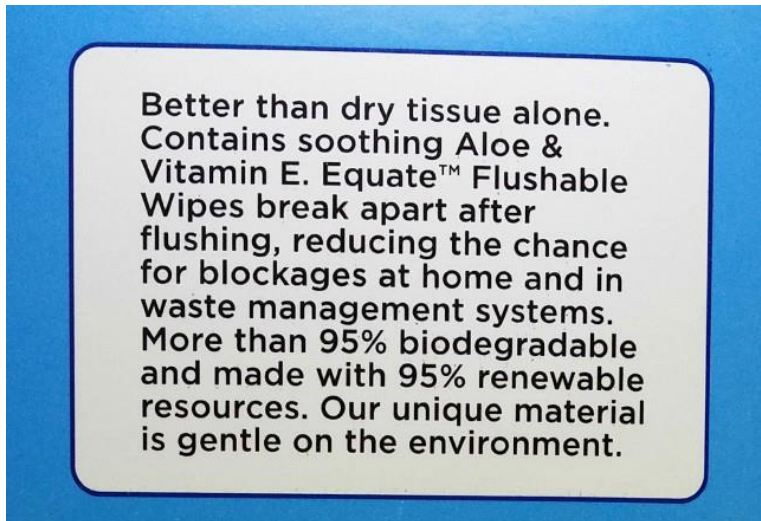 Better than dry tissue alone.
Contains soothing Aloe &
Vitamin E. Equate™ Flushable
Wipes break apart after
flushing, reducing the chance
for blockages at home and in
waste management systems.
More than 95% biodegradable
and made with 95% renewable
resources. Our unique material
is gentle on the environment.